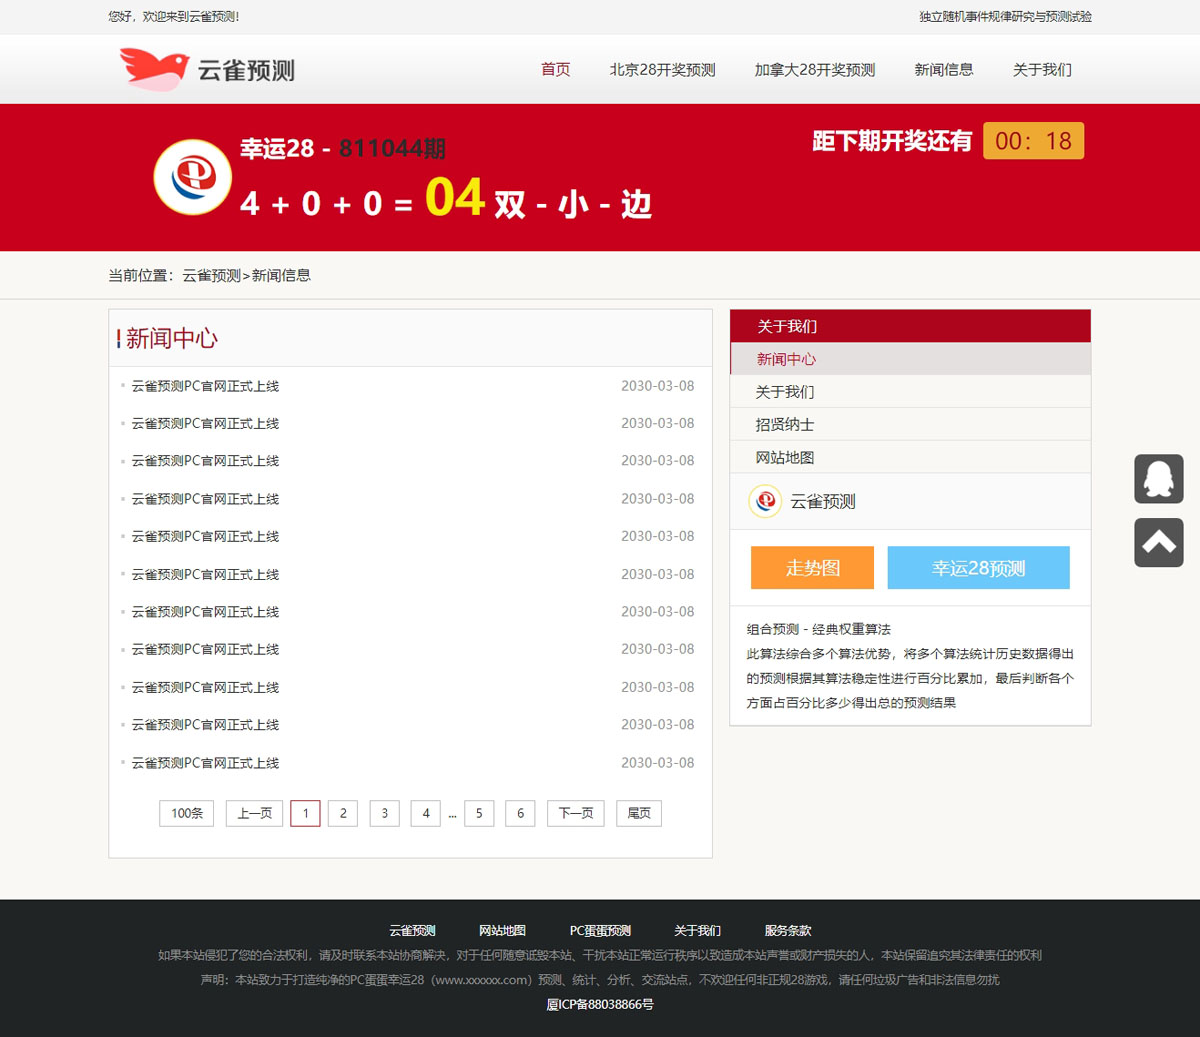 您好，欢迎来到云雀预测!
独立随机事件规律研究与预测试验
云雀预测
首页 北京28开奖预测 加拿大28开奖预测 新闻信息 关于我们
幸运28 - 811044期
距下期开奖还有 00：18
4 + 0 + 0 = 04 双 - 小 - 边
当前位置：云雀预测>新闻信息
新闻中心
云雀预测PC官网正式上线 2030-03-08
云雀预测PC官网正式上线 2030-03-08
云雀预测PC官网正式上线 2030-03-08
云雀预测PC官网正式上线 2030-03-08
云雀预测PC官网正式上线 2030-03-08
云雀预测PC官网正式上线 2030-03-08
云雀预测PC官网正式上线 2030-03-08
云雀预测PC官网正式上线 2030-03-08
云雀预测PC官网正式上线 2030-03-08
云雀预测PC官网正式上线 2030-03-08
云雀预测PC官网正式上线 2030-03-08
100条 上一页 1 2 3 4 ... 5 6 下一页 尾页
关于我们
新闻中心
关于我们
招贤纳士
网站地图
云雀预测
走势图 幸运28预测
组合预测 - 经典权重算法
此算法综合多个算法优势，将多个算法统计历史数据得出
的预测根据其算法稳定性进行百分比累加，最后判断各个
方面占百分比多少得出总的预测结果
云雀预测 网站地图 PC蛋蛋预测 关于我们 服务条款
如果本站侵犯了您的合法权利，请及时联系本站协商解决，对于任何随意诋毁本站、干扰本站正常运行秩序以致造成本站声誉或财产损失的人，本站保留追究其法律责任的权利
声明：本站致力于打造纯净的PC蛋蛋幸运28（www.xxxxxx.com）预测、统计、分析、交流站点，不欢迎任何非正规28游戏，请任何垃圾广告和非法信息勿扰
厦ICP备88038866号